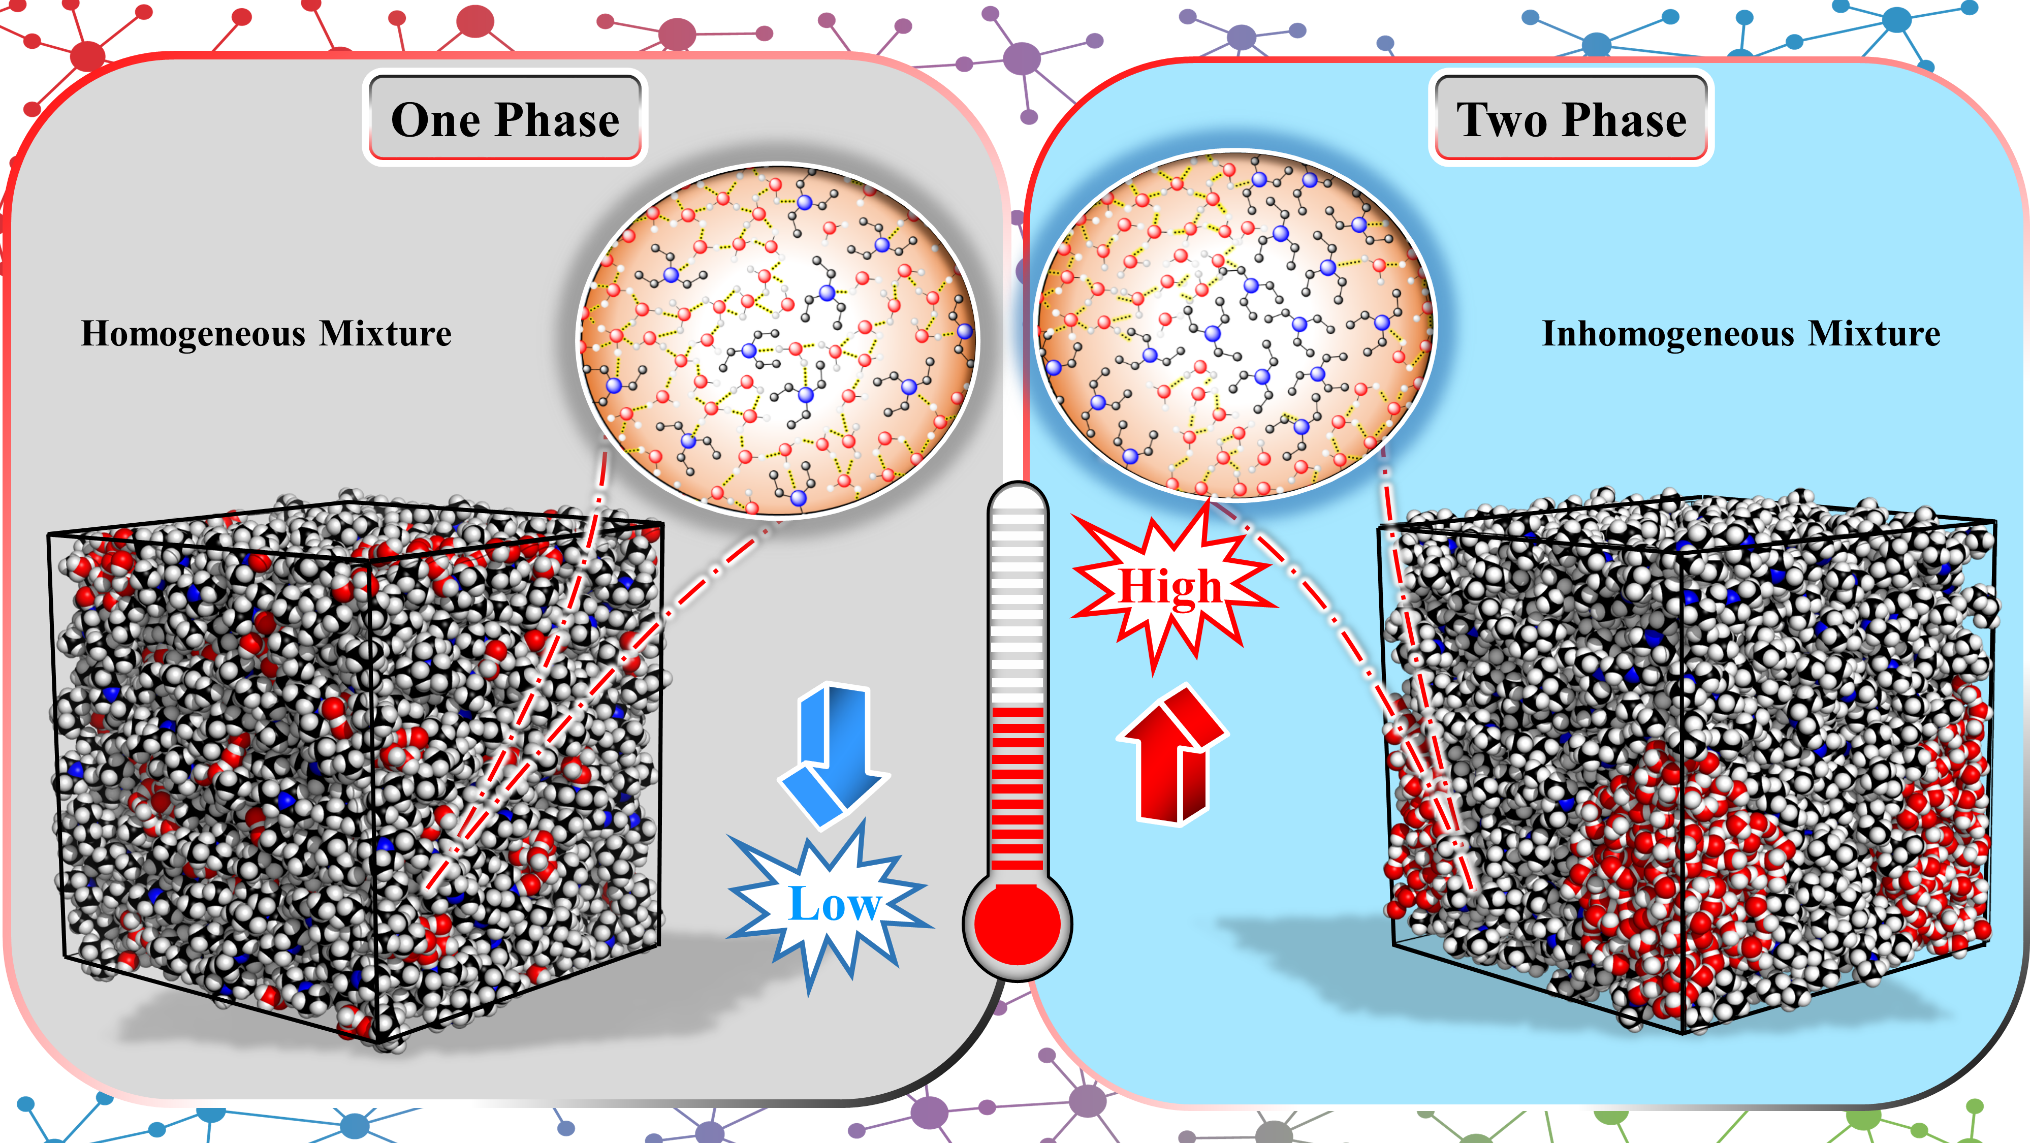 One Phase
Two Phase
Homogeneous Mixture
Inhomogeneous Mixture
High
Low